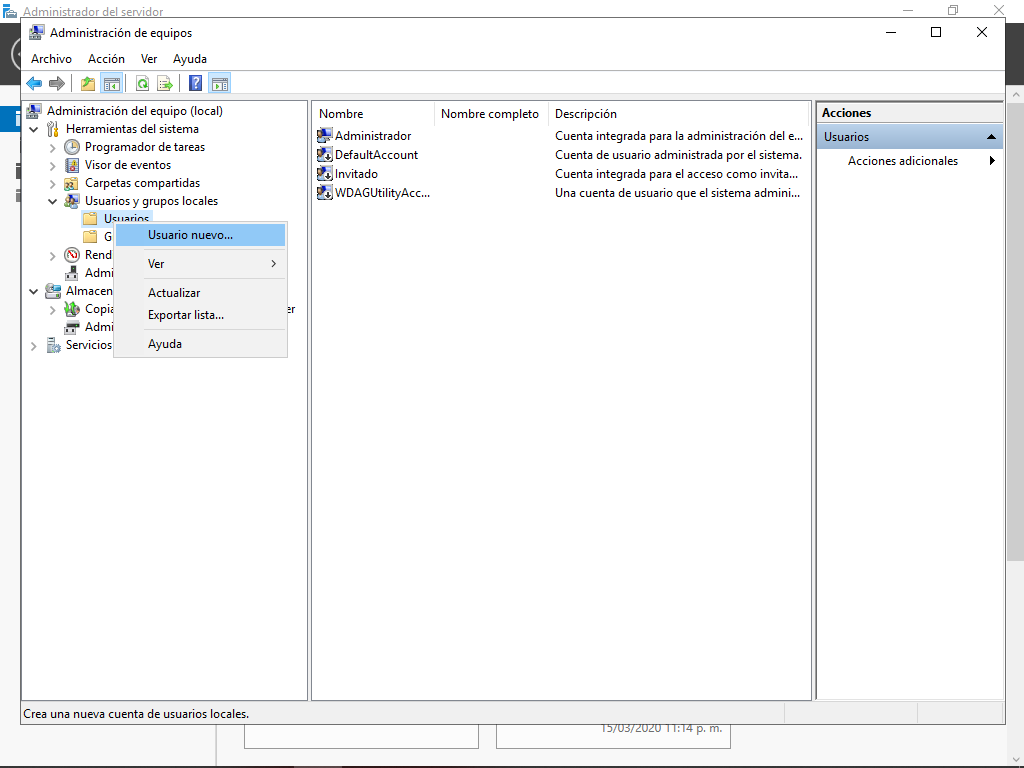 Administrador del servidor
Administración de equipos
Archivo Acción Ver Ayuda
Administración del equipo (local)
Herramientas del sistema
Programador de tareas
Visor de eventos
Carpetas compartidas
Usuarios y grupos locales
Usuarios
G
Rendi
Admi
Almacen
Copia er
Admi
Servicios
Usuario nuevo...
Ver
Actualizar
Exportar lista...
Ayuda
Nombre Nombre completo Descripción
Administrador Cuenta integrada para la administración del e...
DefaultAccount Cuenta de usuario administrada por el sistema.
Invitado Cuenta integrada para el acceso como invita...
WDAGUtilityAcc... Una cuenta de usuario que el sistema admini...
Acciones
Usuarios
Acciones adicionales
Crea una nueva cuenta de usuarios locales.
15/03/2020 11:14 p. m.